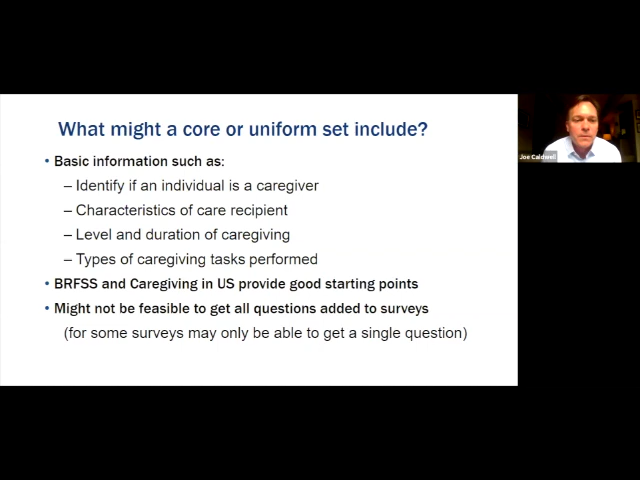 What might a core or uniform set include?
• Basic information such as:
– Identify if an individual is a caregiver
– Characteristics of care recipient
– Level and duration of caregiving
– Types of caregiving tasks performed
• BRFSS and Caregiving in US provide good starting points
• Might not be feasible to get all questions added to surveys
(for some surveys may only be able to get a single question)
Joe Caldwell